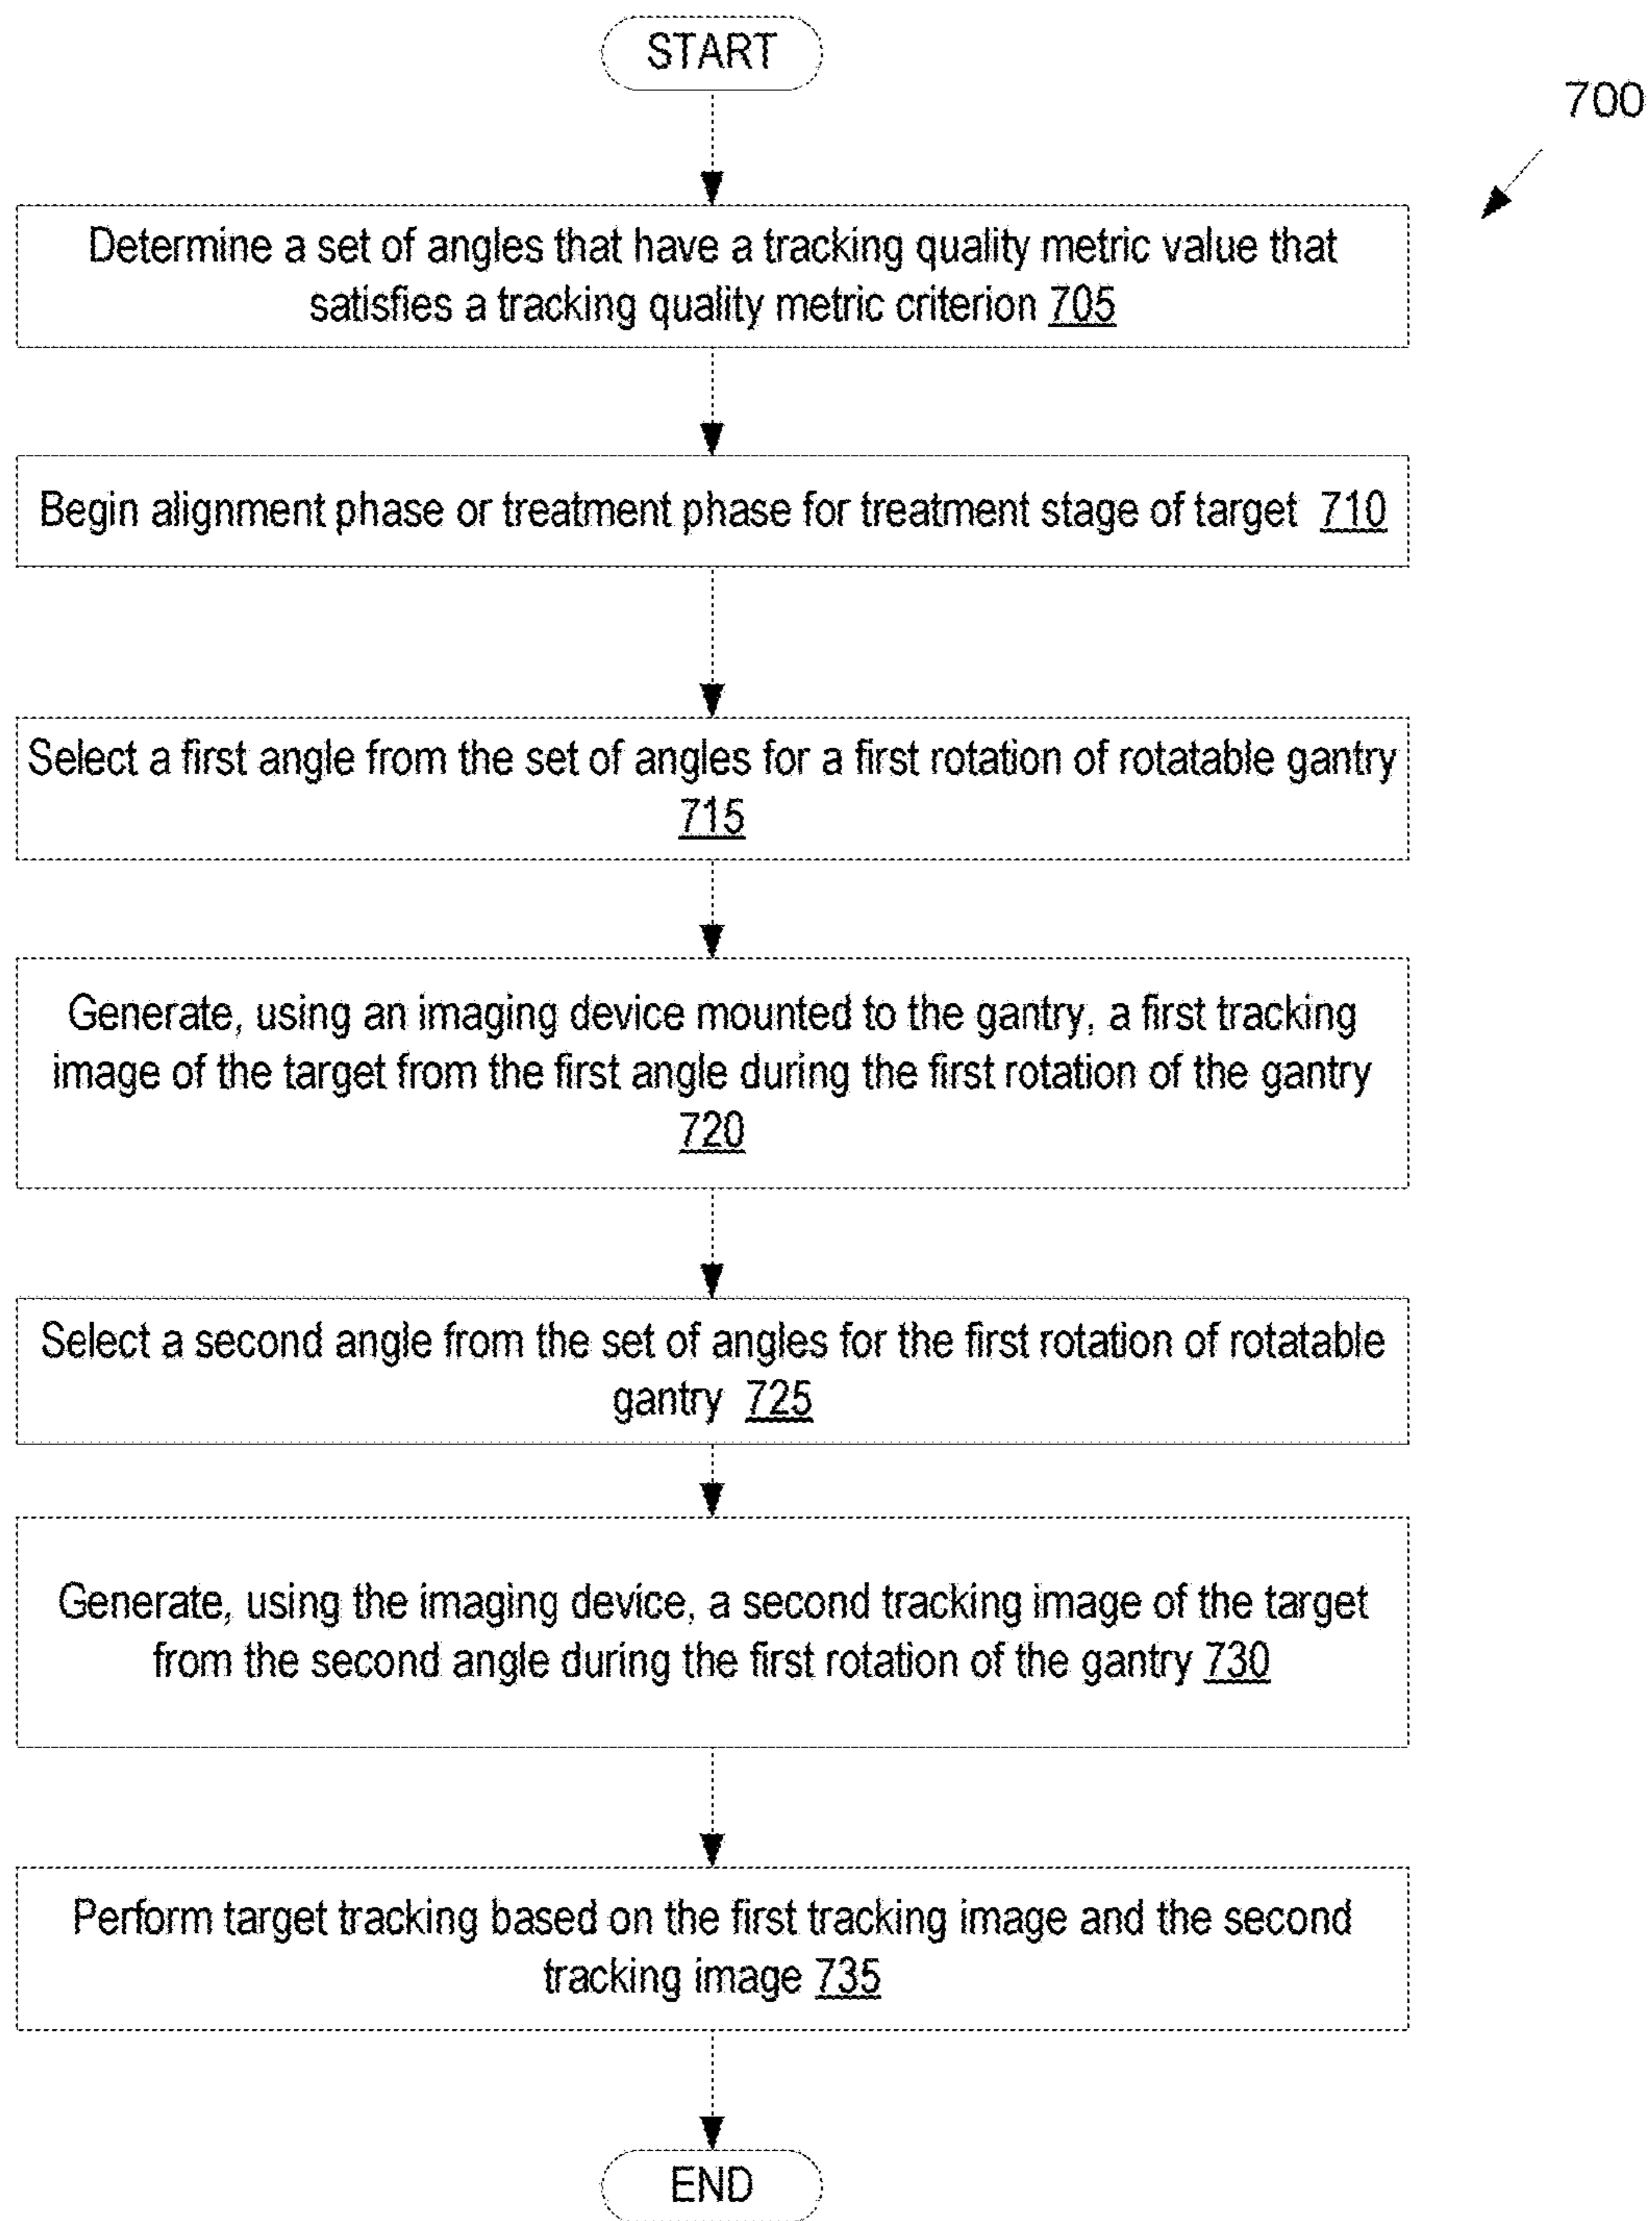 START
700
Determine a set of angles that have a tracking quality metric value that
satisfies a tracking quality metric criterion 705
Begin alignment phase or treatment phase for treatment stage of target 710
Select a first angle from the set of angles for a first rotation of rotatable gantry
715
Generate, using an imaging device mounted to the gantry, a first tracking
image of the target from the first angle during the first rotation of the gantry
720
Select a second angle from the set of angles for the first rotation of rotatable
gantry 725
Generate, using the imaging device, a second tracking image of the target
from the second angle during the first rotation of the gantry 730
Perform target tracking based on the first tracking image and the second
tracking image 735
END